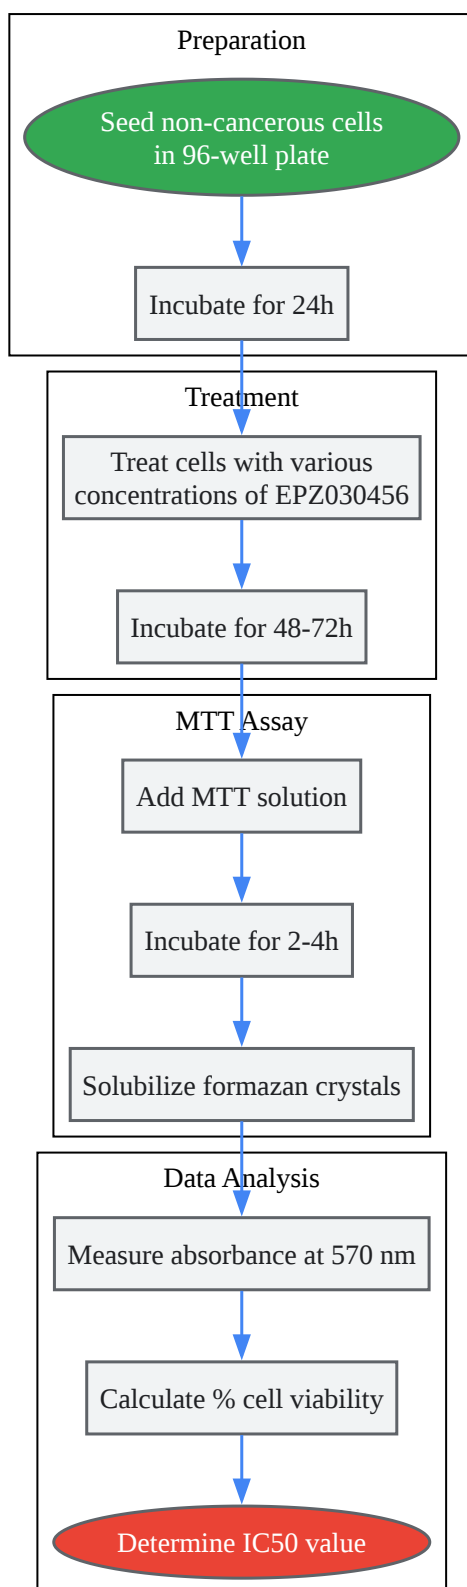 Preparation
Seed non-cancerous cells
in 96-well plate
Incubate for 24h
Treatment
Treat cells with various
concentrations of EPZ030456
Incubate for 48-72h
MTT Assay
Add MTT solution
Incubate for 2-4h
Solubilize formazan crystals
Data Analysis
Measure absorbance at 570 nm
Calculate % cell viability
Determine IC50 value